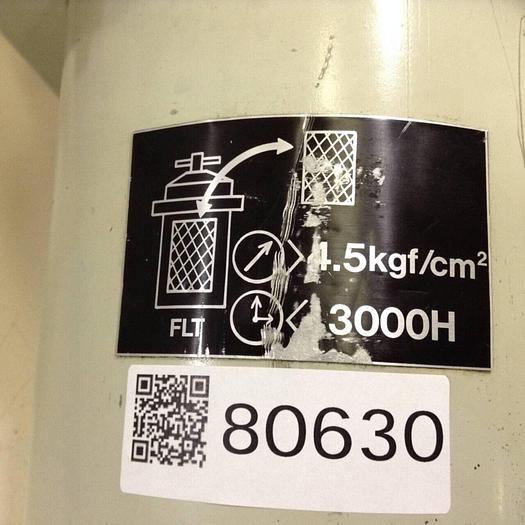 > 4.5kgf/cm²
< 3000H
FLT
80630